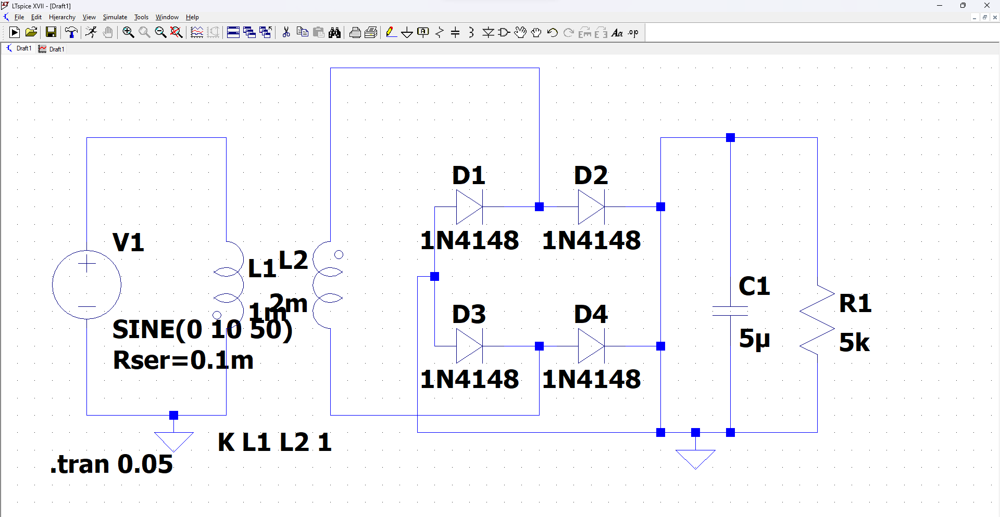 LTspice XVII - [Draft1]
File Edit Hierarchy View Simulate Tools Window Help
Draft1 Draft1
V1
SINE(0 10 50)
Rser=0.1m
L1
1m
L2
2m
K L1 L2 1
.tran 0.05
D1
1N4148
D2
1N4148
D3
1N4148
D4
1N4148
C1
5µ
R1
5k